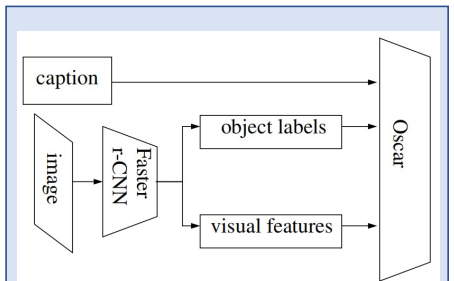 caption
image
Faster
r-CNN
object labels
visual features
Oscar